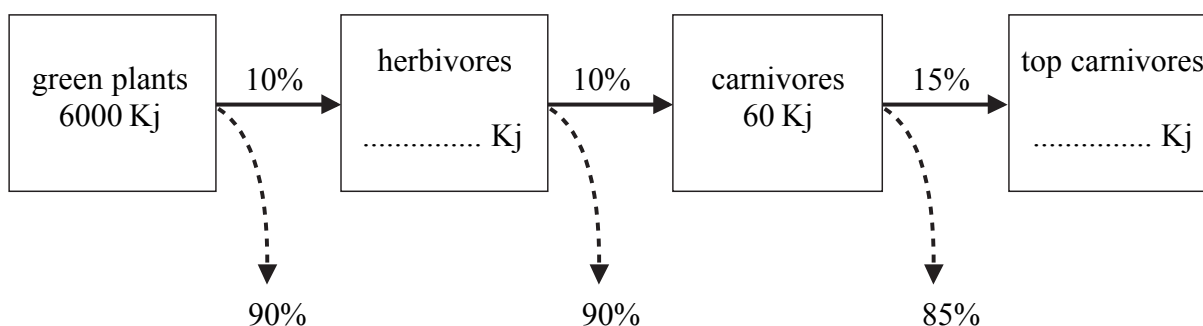 green plants
6000 Kj
10%
herbivores
............... Kj
10%
carnivores
60 Kj
15%
top carnivores
............... Kj
90%
90%
85%